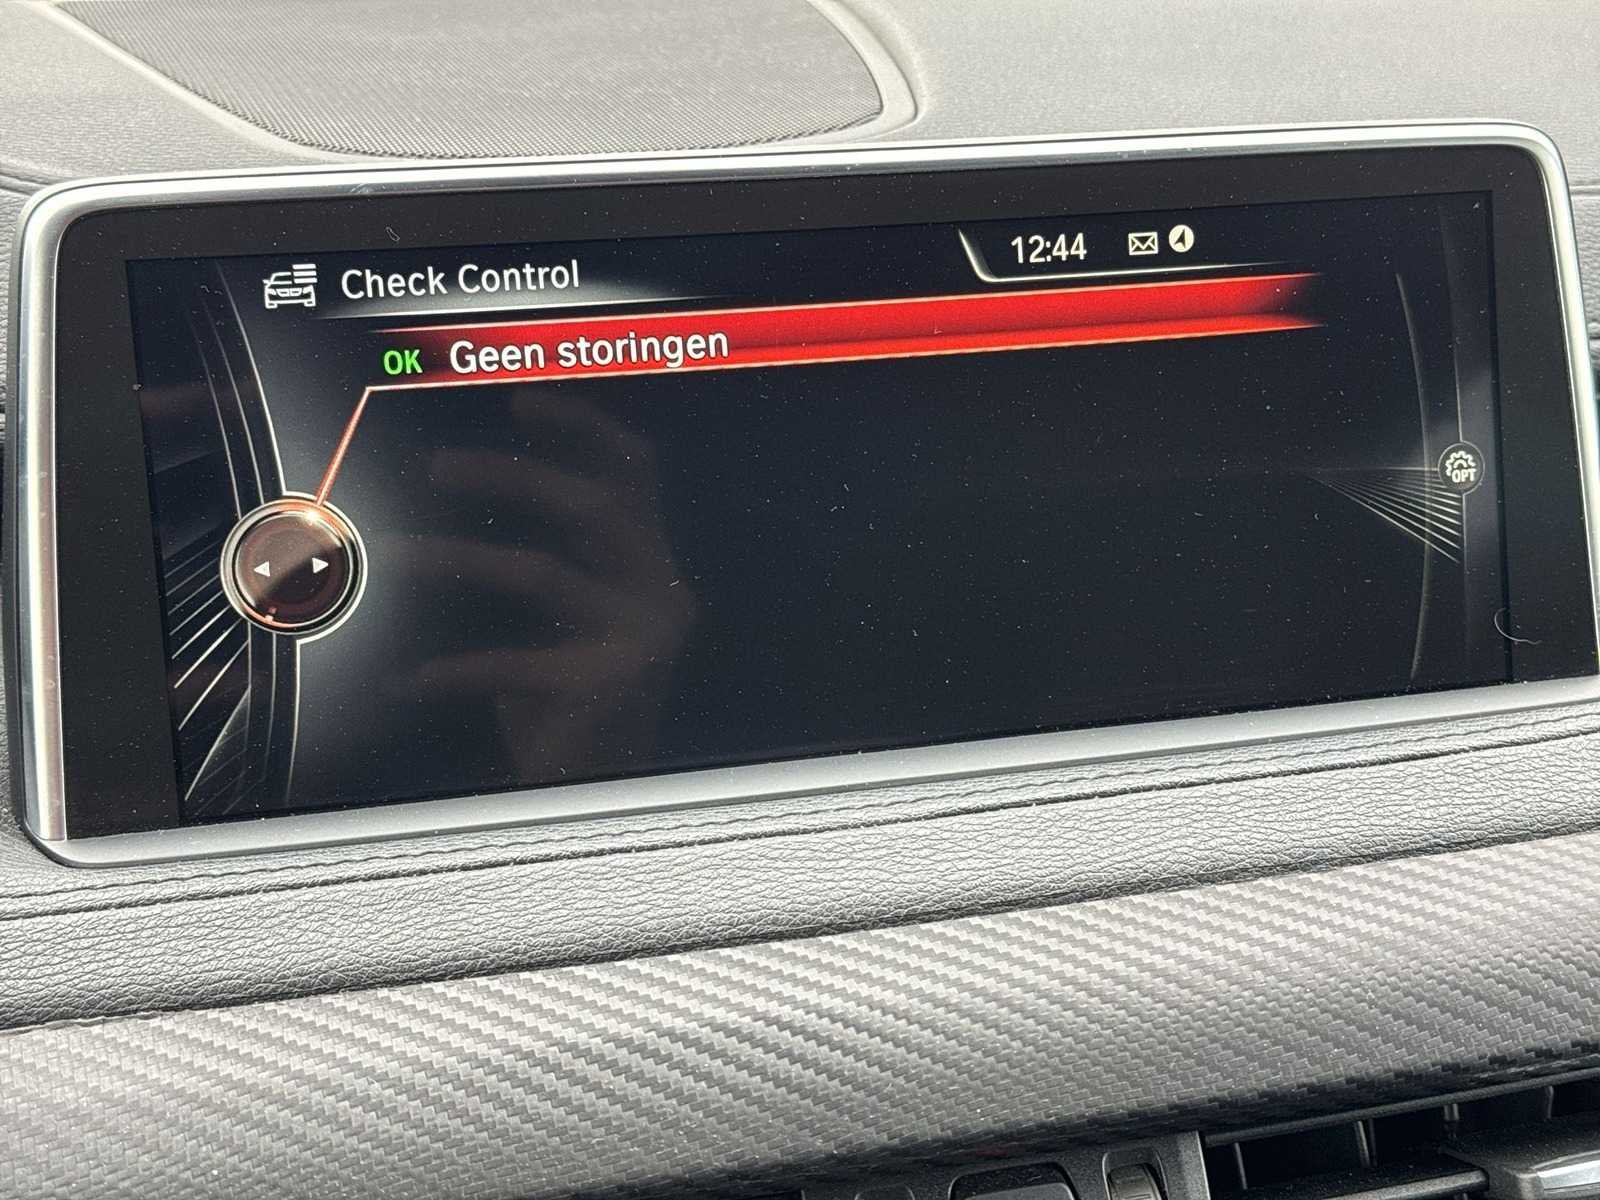 Check Control
12:44
OK Geen storingen
OPT